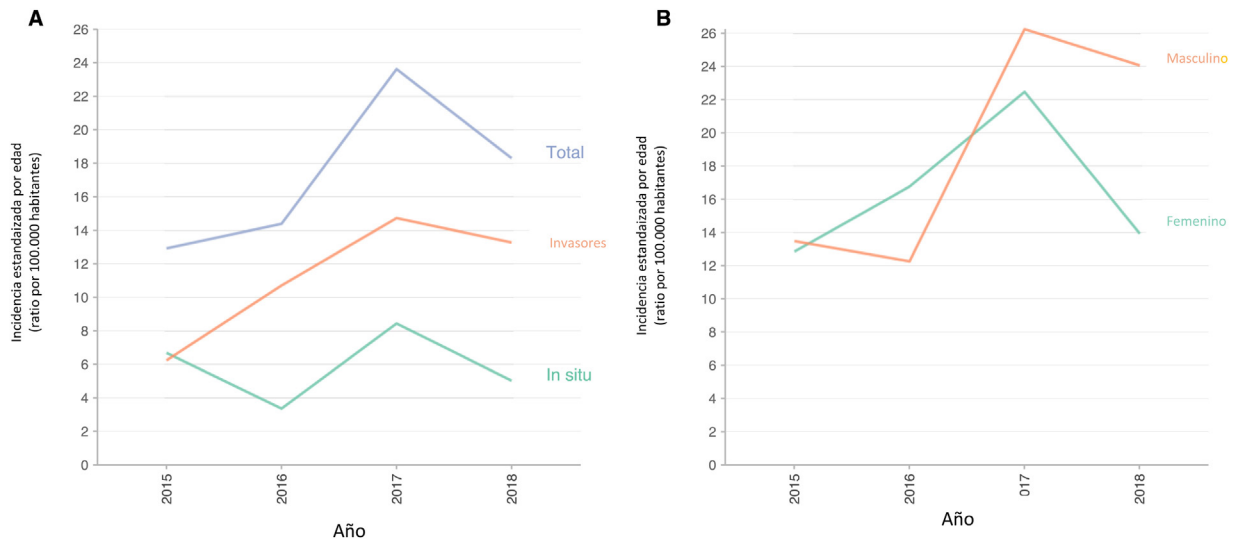 A
Incidencia estandaizada por edad
(ratio por 100.000 habitantes)
26
24
22
20
18
16
14
12
10
8
6
4
2
0
Total
Invasores
In situ
2015
2016
2017
2018
Año
B
Incidencia estandaizada por edad
(ratio por 100.000 habitantes)
26
24
22
20
18
16
14
12
10
8
6
4
2
0
Masculino
Femenino
2015
2016
017
2018
Año